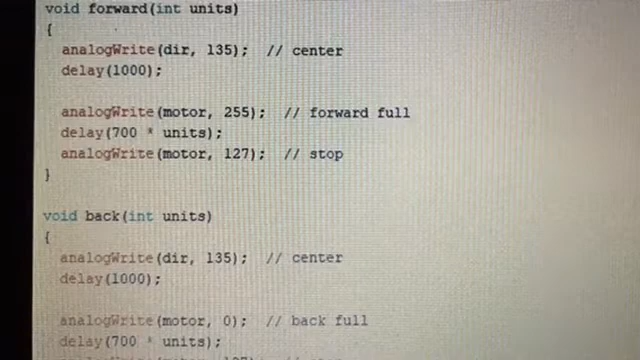 void forward(int units)
{
analogWrite(dir, 135); // center
delay(1000);
analogWrite(motor, 255); // forward full
delay(700 * units);
analogWrite(motor, 127); // stop
}
void back(int units)
{
analogWrite(dir, 135); // center
delay(1000);
analogWrite(motor, 0); // back full
delay(700 * units);